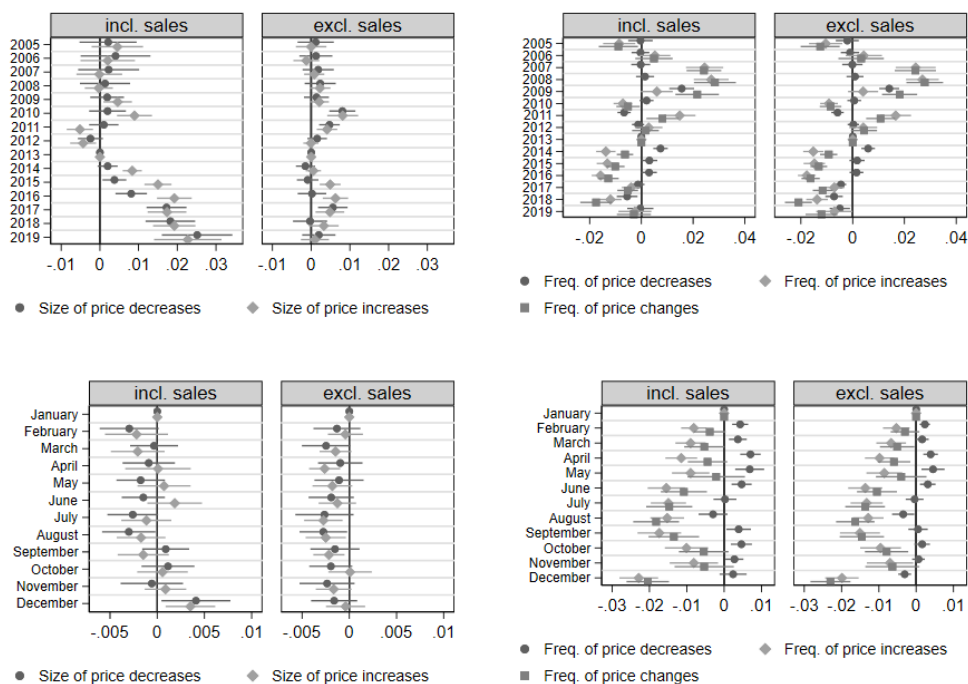 incl. sales
excl. sales
2005
2006
2007
2008
2009
2010
2011
2012
2013
2014
2015
2016
2017
2018
2019
-.01 0 .01 .02 .03
-.01 0 .01 .02 .03
Size of price decreases
Size of price increases
incl. sales
excl. sales
2005
2006
2007
2008
2009
2010
2011
2012
2013
2014
2015
2016
2017
2018
2019
-.02 0 .02 .04
-.02 0 .02 .04
Freq. of price decreases
Freq. of price increases
Freq. of price changes
incl. sales
excl. sales
January
February
March
April
May
June
July
August
September
October
November
December
-.005 0 .005 .01
-.005 0 .005 .01
Size of price decreases
Size of price increases
incl. sales
excl. sales
January
February
March
April
May
June
July
August
September
October
November
December
-.03 -.02 -.01 0 .01
-.03 -.02 -.01 0 .01
Freq. of price decreases
Freq. of price increases
Freq. of price changes